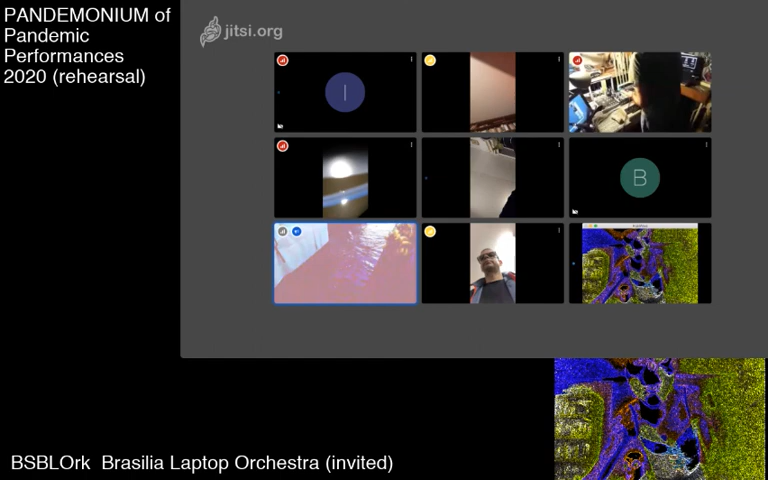 PANDEMONIUM of
Pandemic
Performances
2020 (rehearsal)
jitsi.org
I
B
BSBLOrk Brasilia Laptop Orchestra (invited)